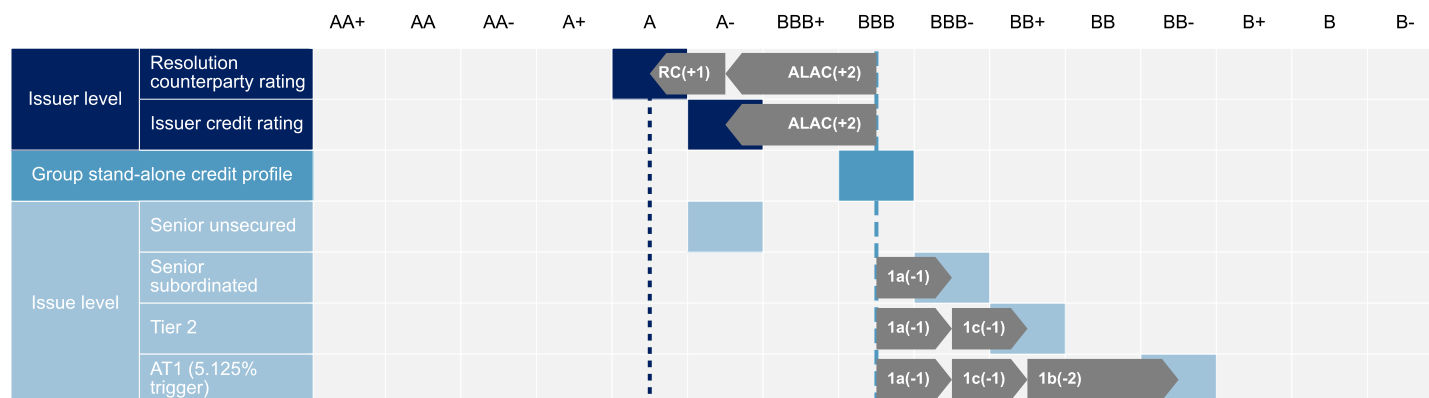 AA+ AA AA- A+ A A- BBB+ BBB BBB- BB+ BB BB- B+ B B-
Issuer level
Resolution
counterparty rating
RC(+1) ALAC(+2)
Issuer credit rating
ALAC(+2)
Group stand-alone credit profile
Issue level
Senior unsecured
Senior
subordinated
1a(-1)
Tier 2
1a(-1) 1c(-1)
AT1 (5.125%
trigger)
1a(-1) 1c(-1) 1b(-2)